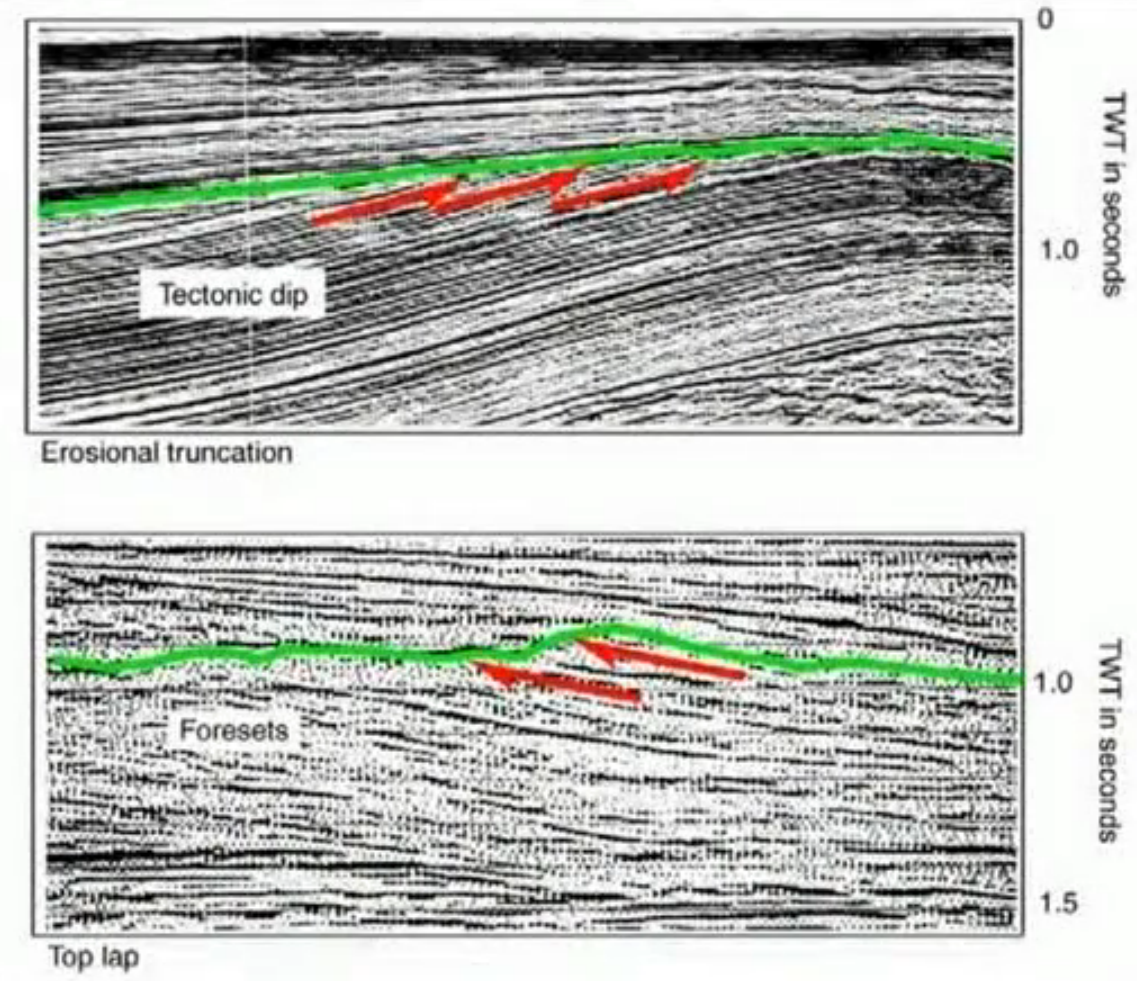 0
TWT in seconds
1.0
Tectonic dip
Erosional truncation
Foresets
1.0
TWT in seconds
1.5
Top lap